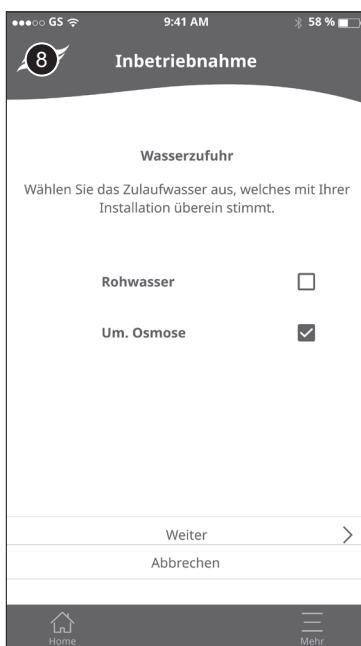 GS 9:41 AM 58 %
8 Inbetriebnahme
Wasserzufuhr
Wählen Sie das Zulaufwasser aus, welches mit Ihrer
Installation überein stimmt.
Rohwasser
Um. Osmose
Weiter
Abbrechen
Home Mehr